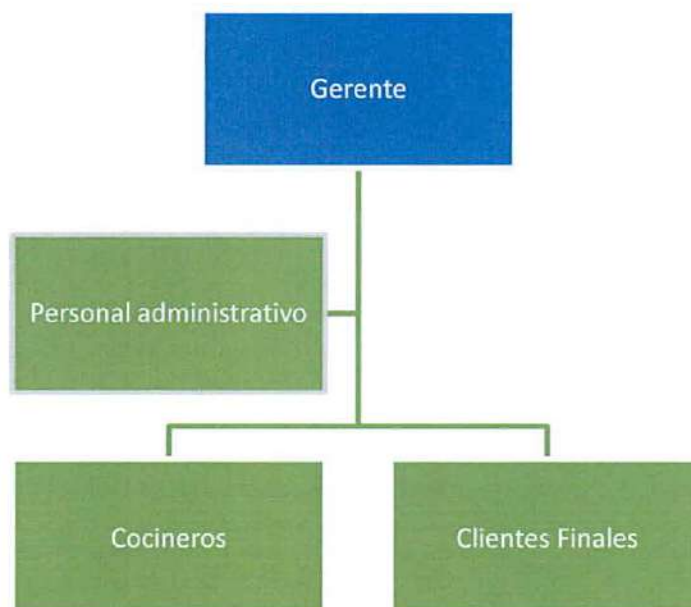 Gerente
Personal administrativo
Cocineros
Clientes Finales